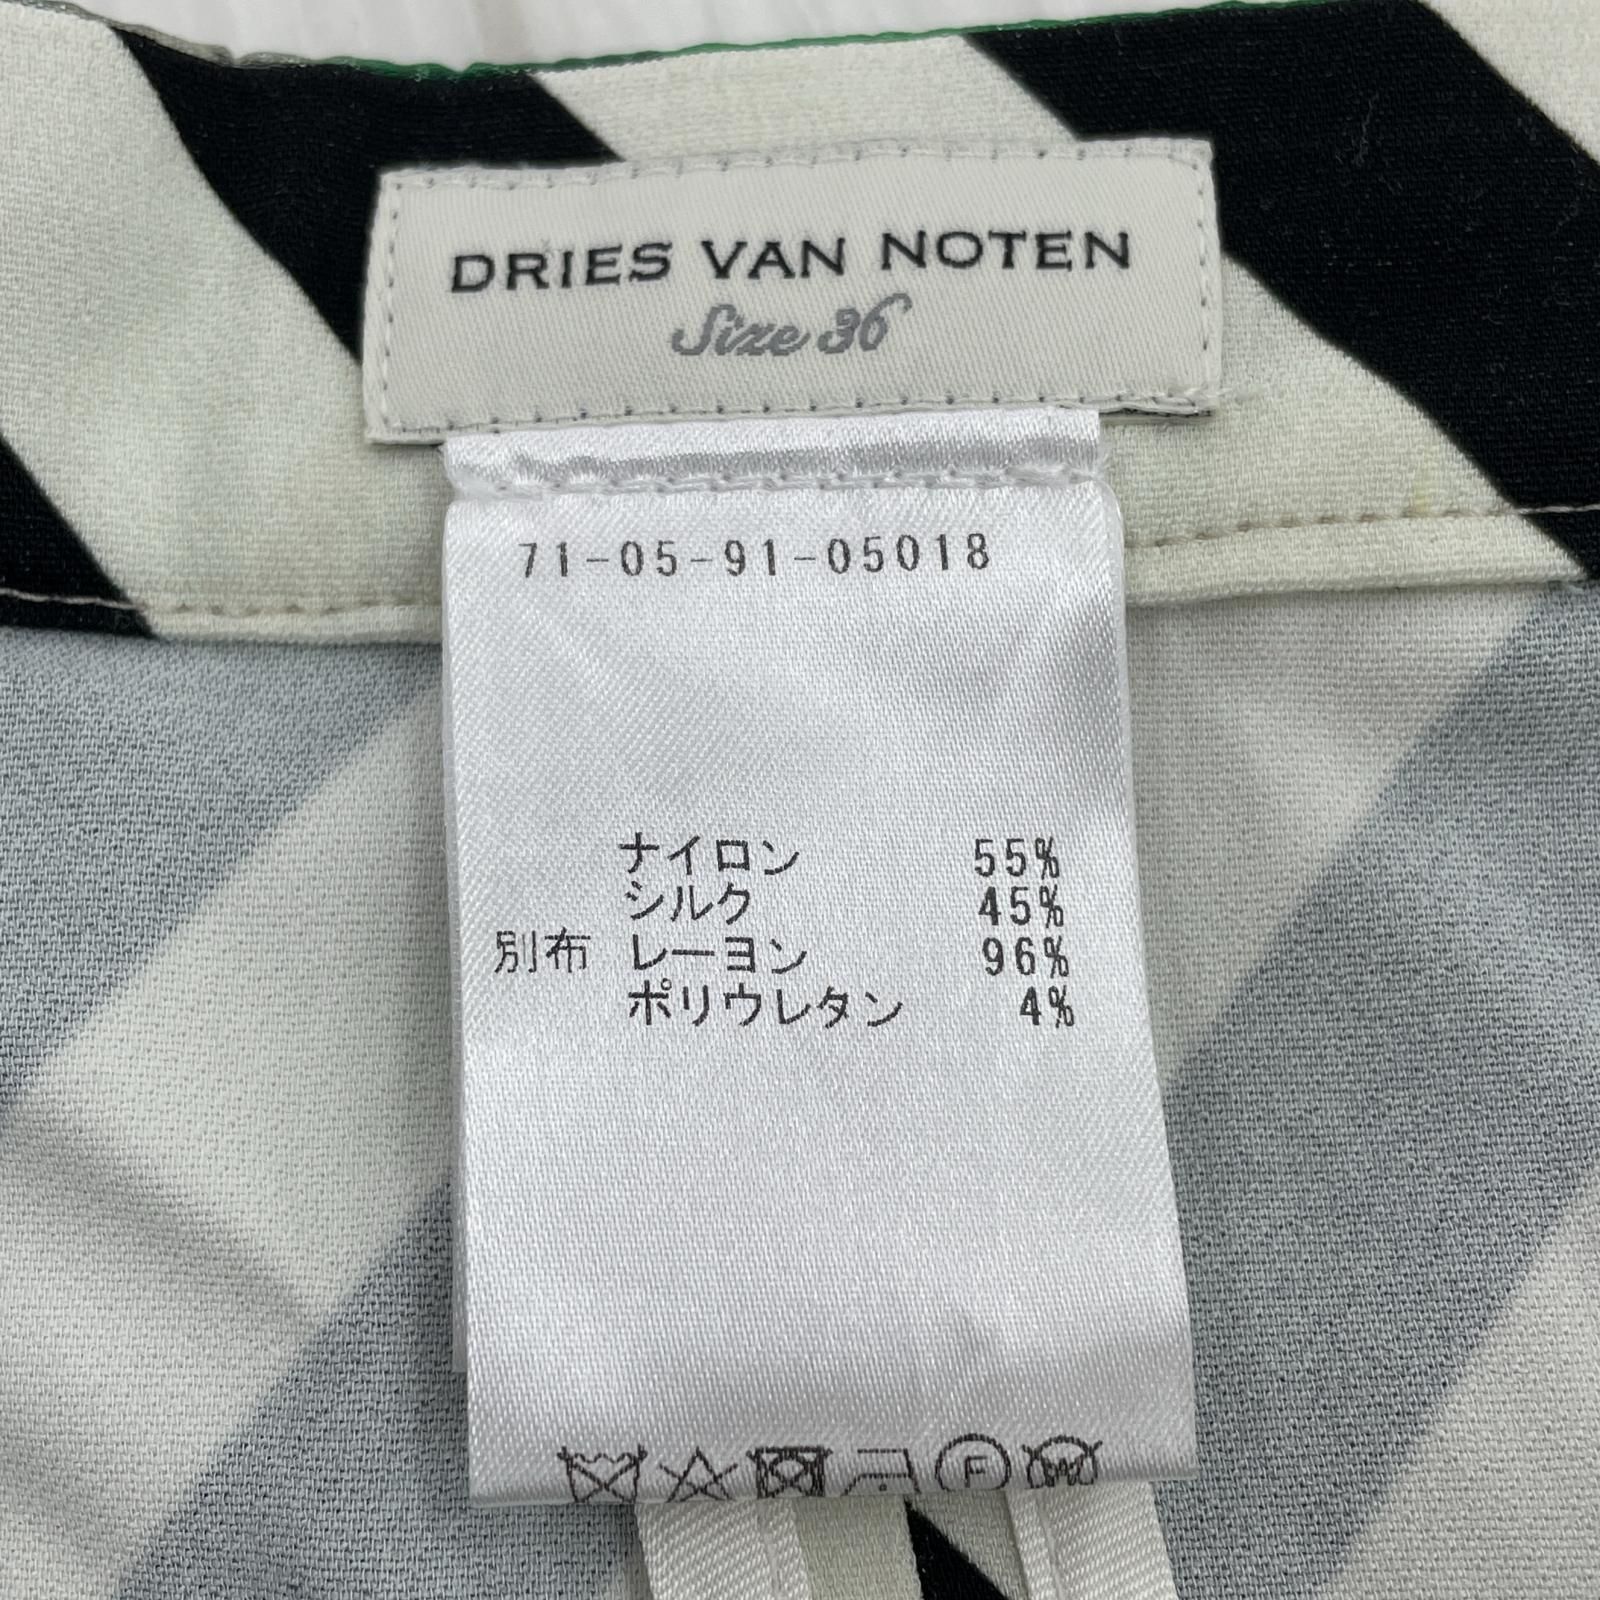 DRIES VAN NOTEN
Size 36
71-05-91-05018
ナイロン 55%
シルク 45%
別布 レーヨン 96%
ポリウレタン 4%
F W